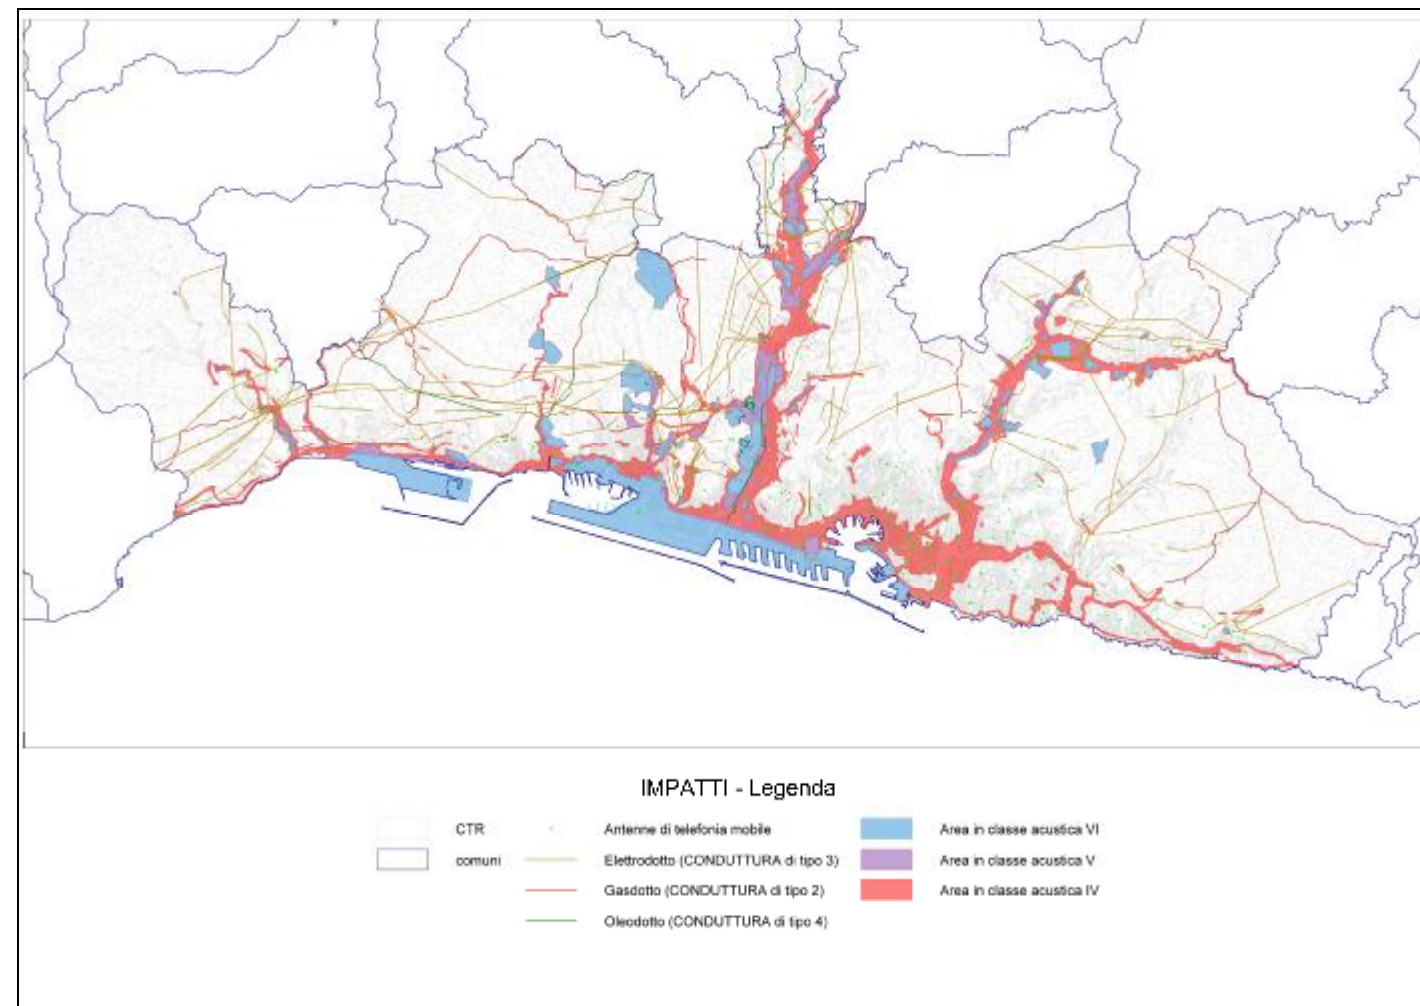 IMPATTI - Legenda
CTR
comuni
Antenne di telefonia mobile
Elettrodotto (CONDUTTURA di tipo 3)
Gasdotto (CONDUTTURA di tipo 2)
Oleodotto (CONDUTTURA di tipo 4)
Area in classe acustica VI
Area in classe acustica V
Area in classe acustica IV